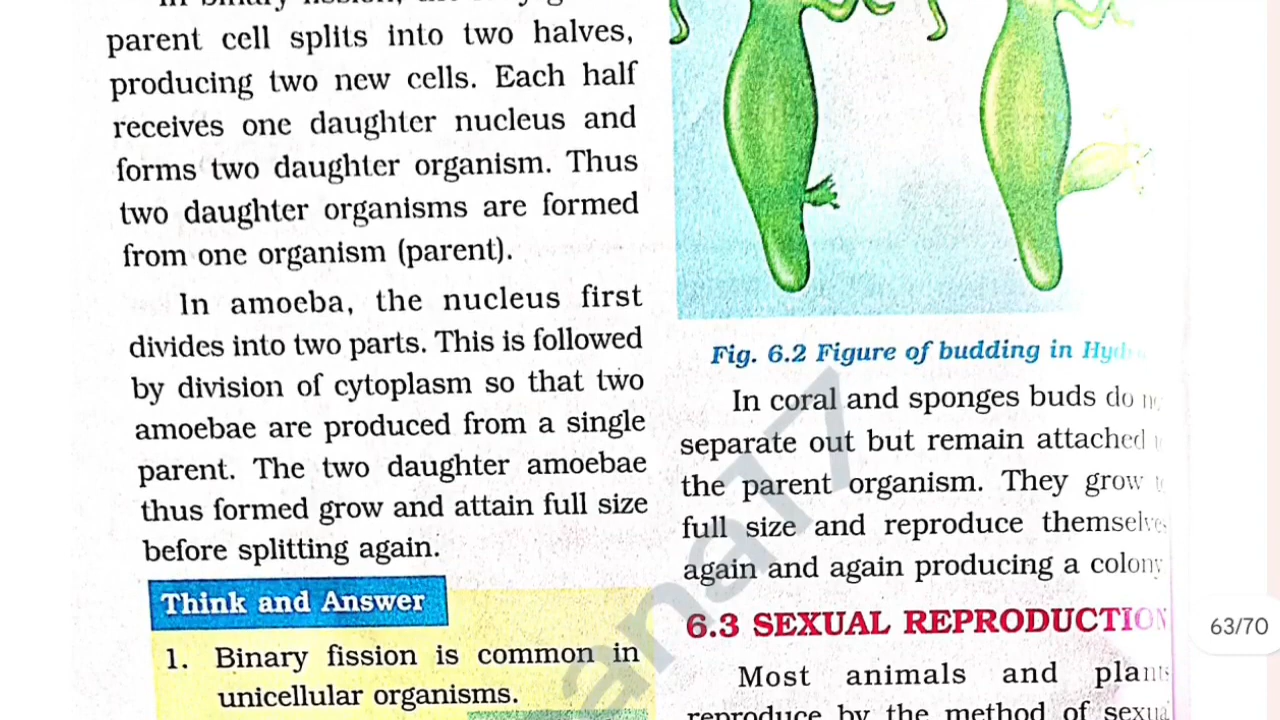 parent cell splits into two halves,
producing two new cells. Each half
receives one daughter nucleus and
forms two daughter organism. Thus
two daughter organisms are formed
from one organism (parent).
In amoeba, the nucleus first
divides into two parts. This is followed
by division of cytoplasm so that two
amoebae are produced from a single
parent. The two daughter amoebae
thus formed grow and attain full size
before splitting again.
Think and Answer
1. Binary fission is common in
unicellular organisms.
Fig. 6.2 Figure of budding in
In coral and sponges buds do
separate out but remain attached
the parent organism. They grow
full size and reproduce
again and again producing a colony
6.3 SEXUAL REPRODUCTION
Most animals and plants
reproduce by the method of
63/70